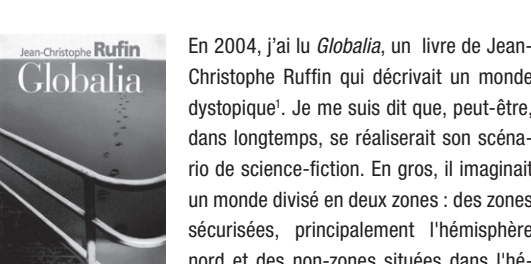 Jean-Christophe Rufin
Globalia
En 2004, j’ai lu Globalia, un livre de Jean-
Christophe Ruffin qui décrivait un monde
dystopique¹. Je me suis dit que, peut-être,
dans longtemps, se réaliserait son scéna-
rio de science-fiction. En gros, il imaginait
un monde divisé en deux zones : des zones
sécurisées, principalement l'hémisphère
nord et des non-zones situées dans l'hé-